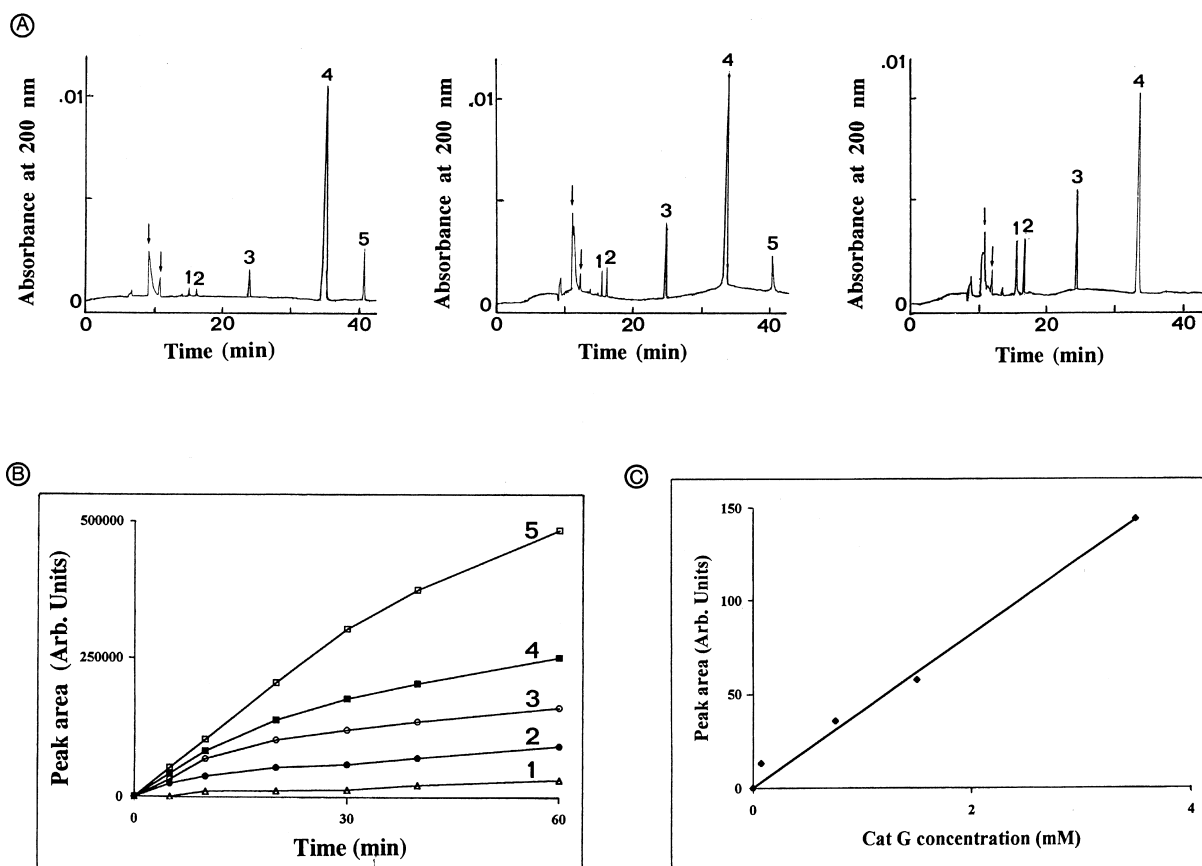 A
Absorbance at 200 nm
.01
0
1 2
3
4
5
0 20 40
Time (min)
Absorbance at 200 nm
.01
0
1 2
3
4
5
0 20 40
Time (min)
Absorbance at 200 nm
.01
0
1 2
3
4
0 20 40
Time (min)
B
Peak area (Arb. Units)
500000
250000
0
5
4
3
2
1
0 30 60
Time (min)
C
Peak area (Arb. Units)
150
100
50
0
0 2 4
Cat G concentration (mM)